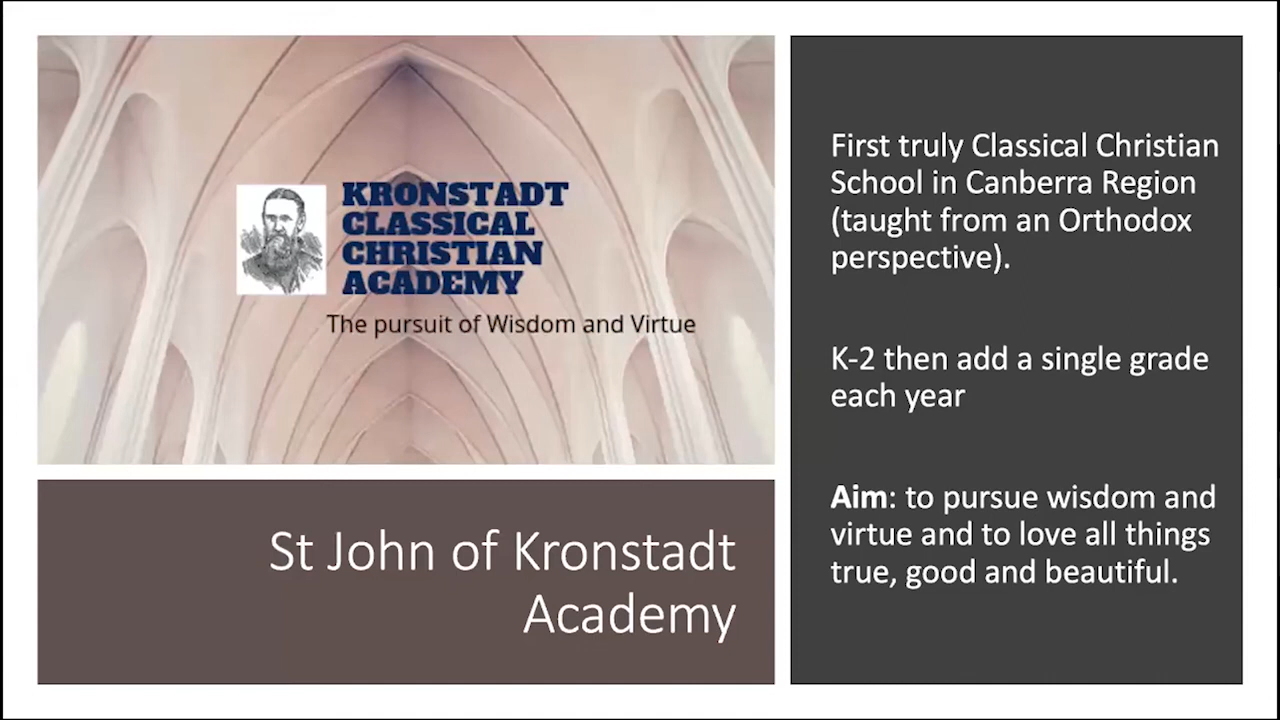 KRONSTADT
CLASSICAL
CHRISTIAN
ACADEMY
The pursuit of Wisdom and Virtue
St John of Kronstadt
Academy
First truly Classical Christian
School in Canberra Region
(taught from an Orthodox
perspective).
K-2 then add a single grade
each year
Aim: to pursue wisdom and
virtue and to love all things
true, good and beautiful.